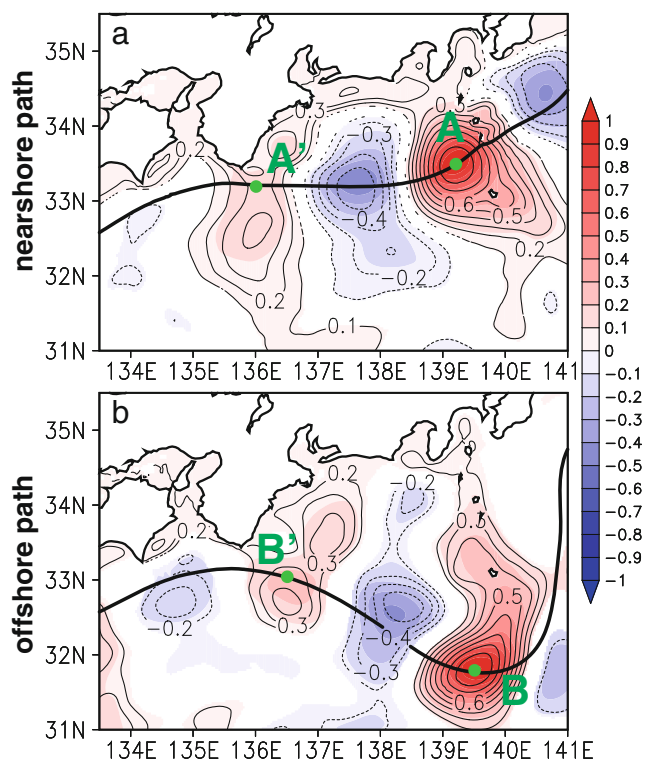 a
nearshore path
35N
34N
33N
32N
31N
0.3
0.3
-0.3
0.2
A
A'
-0.4
0.6
-0.5
0.2
-0.2
0.2
0.1
134E 135E 136E 137E 138E 139E 140E 141
b
offshore path
35N
34N
33N
32N
31N
0.2
-0.2
0.2
0.3
B'
0.3
0.5
-0.2
0.3
-0.4
-0.3
B
0.6
134E 135E 136E 137E 138E 139E 140E 141E
1
0.9
0.8
0.7
0.6
0.5
0.4
0.3
0.2
0.1
0
-0.1
-0.2
-0.3
-0.4
-0.5
-0.6
-0.7
-0.8
-0.9
-1